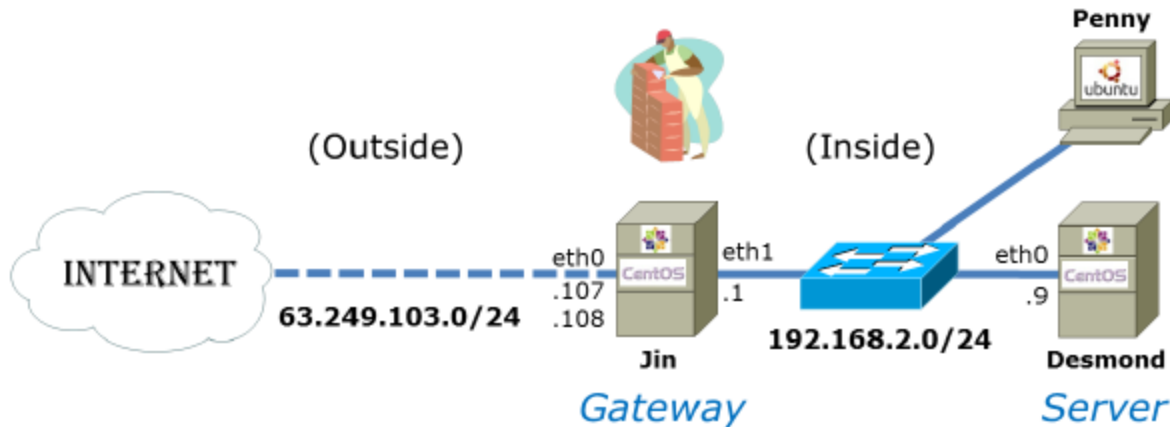 Penny
ubuntu
(Outside)
(Inside)
INTERNET
eth0
.107
.108
63.249.103.0/24
CentOS
Jin
Gateway
eth1
.1
192.168.2.0/24
eth0
.9
CentOS
Desmond
Server